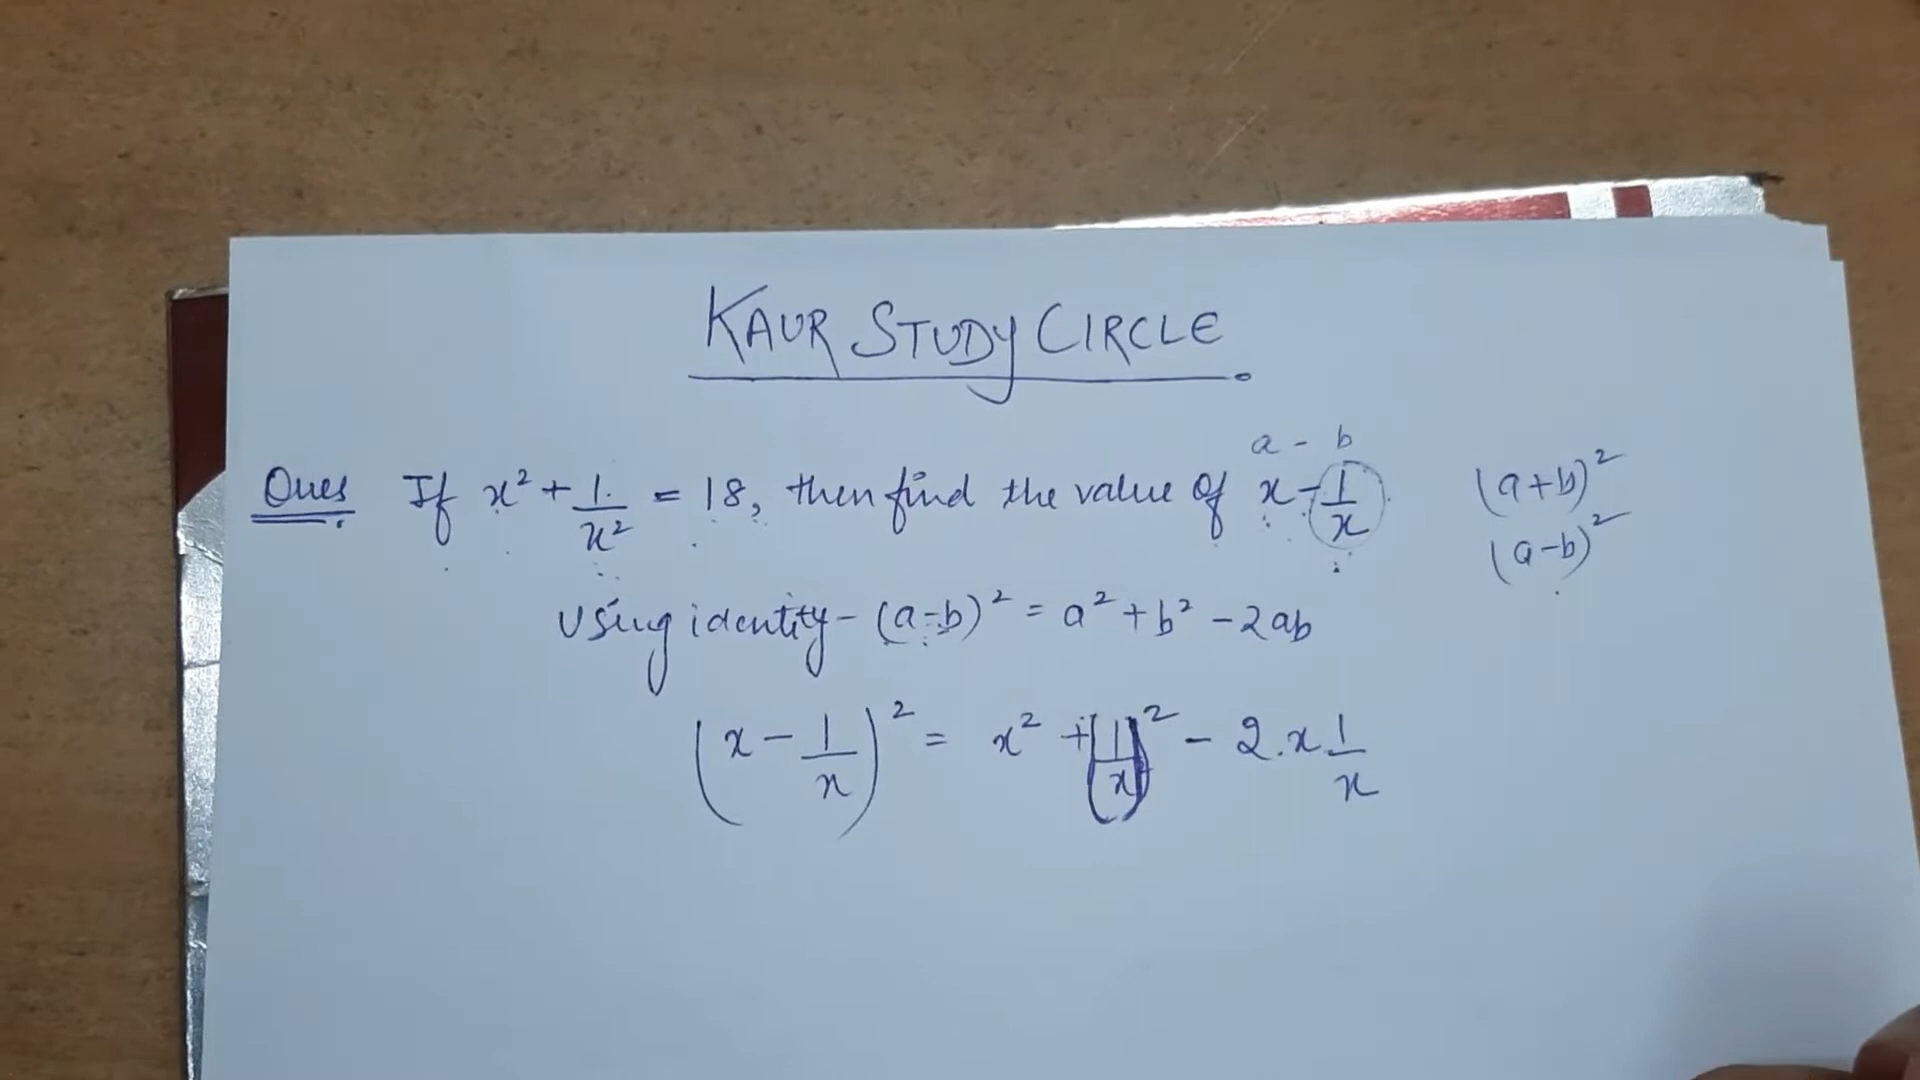 KAUR STUDY CIRCLE
a - b
Ques If x² + 1/x² = 18, then find the value of x - 1/x
(a+b)²
(a-b)²
Using identity - (a-b)² = a² + b² - 2ab
(x - 1/x)² = x² + (1/x)² - 2.x 1/x